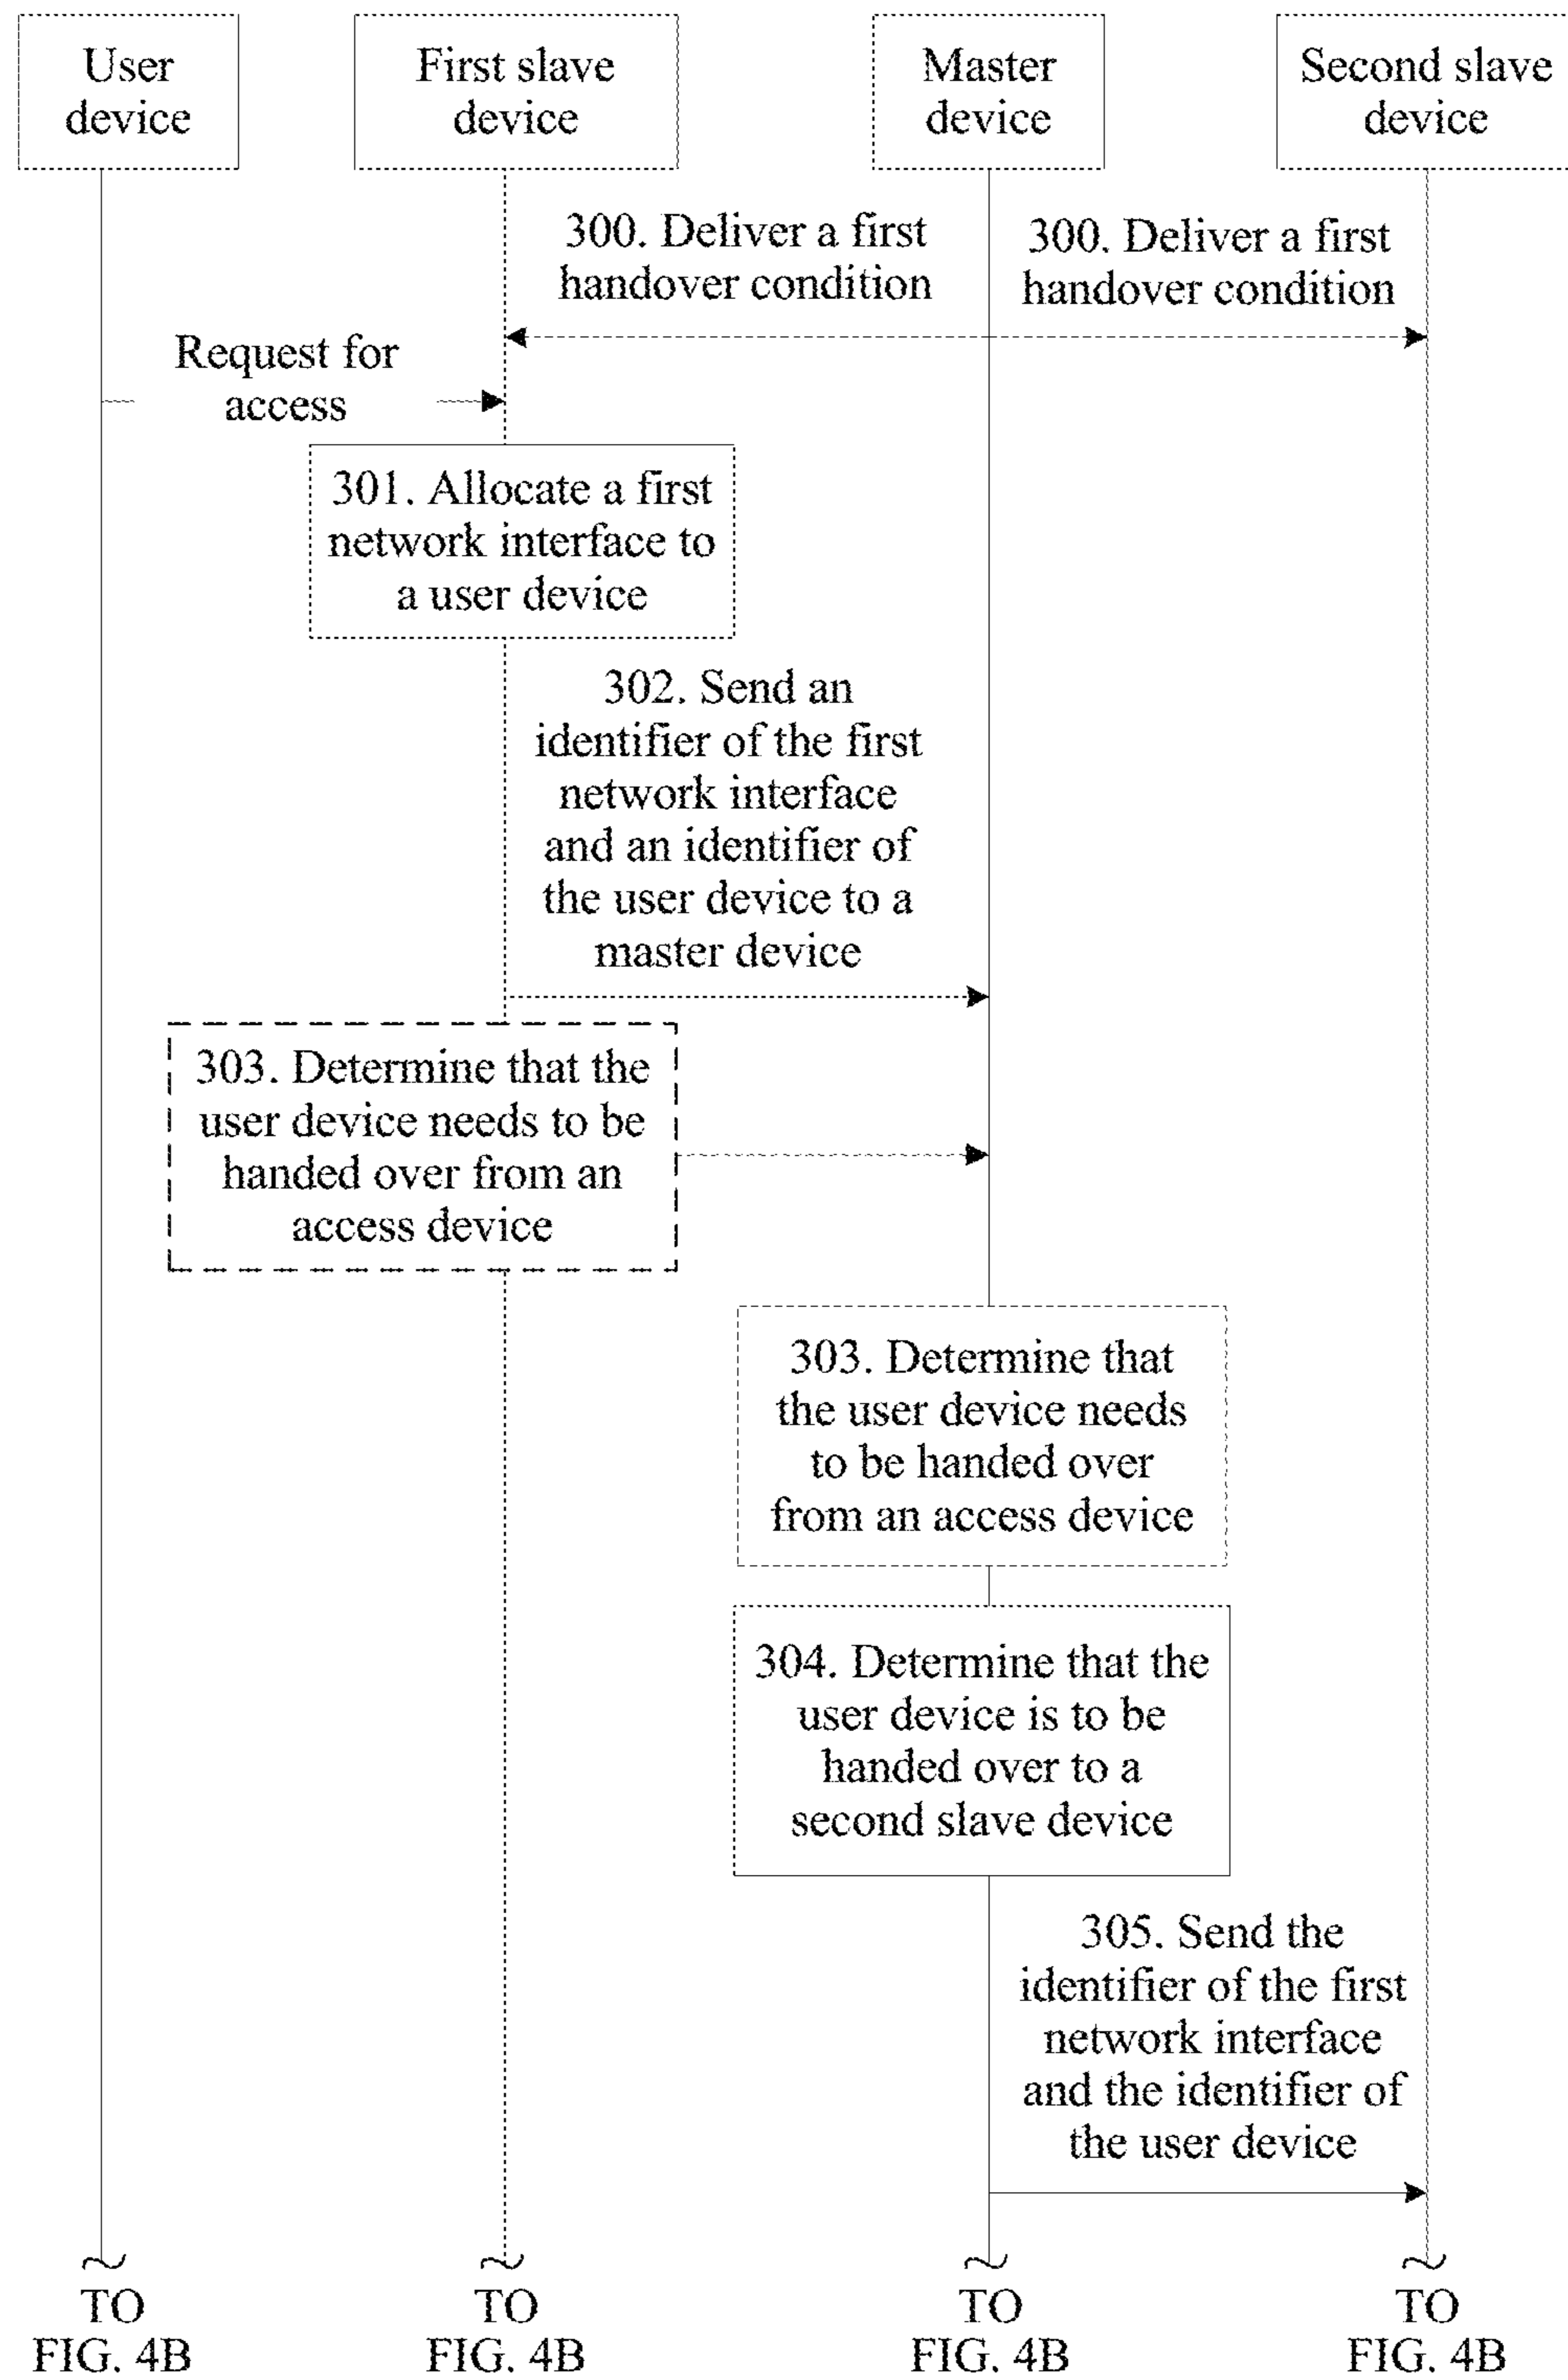 User
device
First slave
device
Master
device
Second slave
device
300. Deliver a first
handover condition
300. Deliver a first
handover condition
Request for
access
301. Allocate a first
network interface to
a user device
302. Send an
identifier of the first
network interface
and an identifier of
the user device to a
master device
303. Determine that the
user device needs to be
handed over from an
access device
303. Determine that
the user device needs
to be handed over
from an access device
304. Determine that the
user device is to be
handed over to a
second slave device
305. Send the
identifier of the first
network interface
and the identifier of
the user device
TO
FIG. 4B
TO
FIG. 4B
TO
FIG. 4B
TO
FIG. 4B